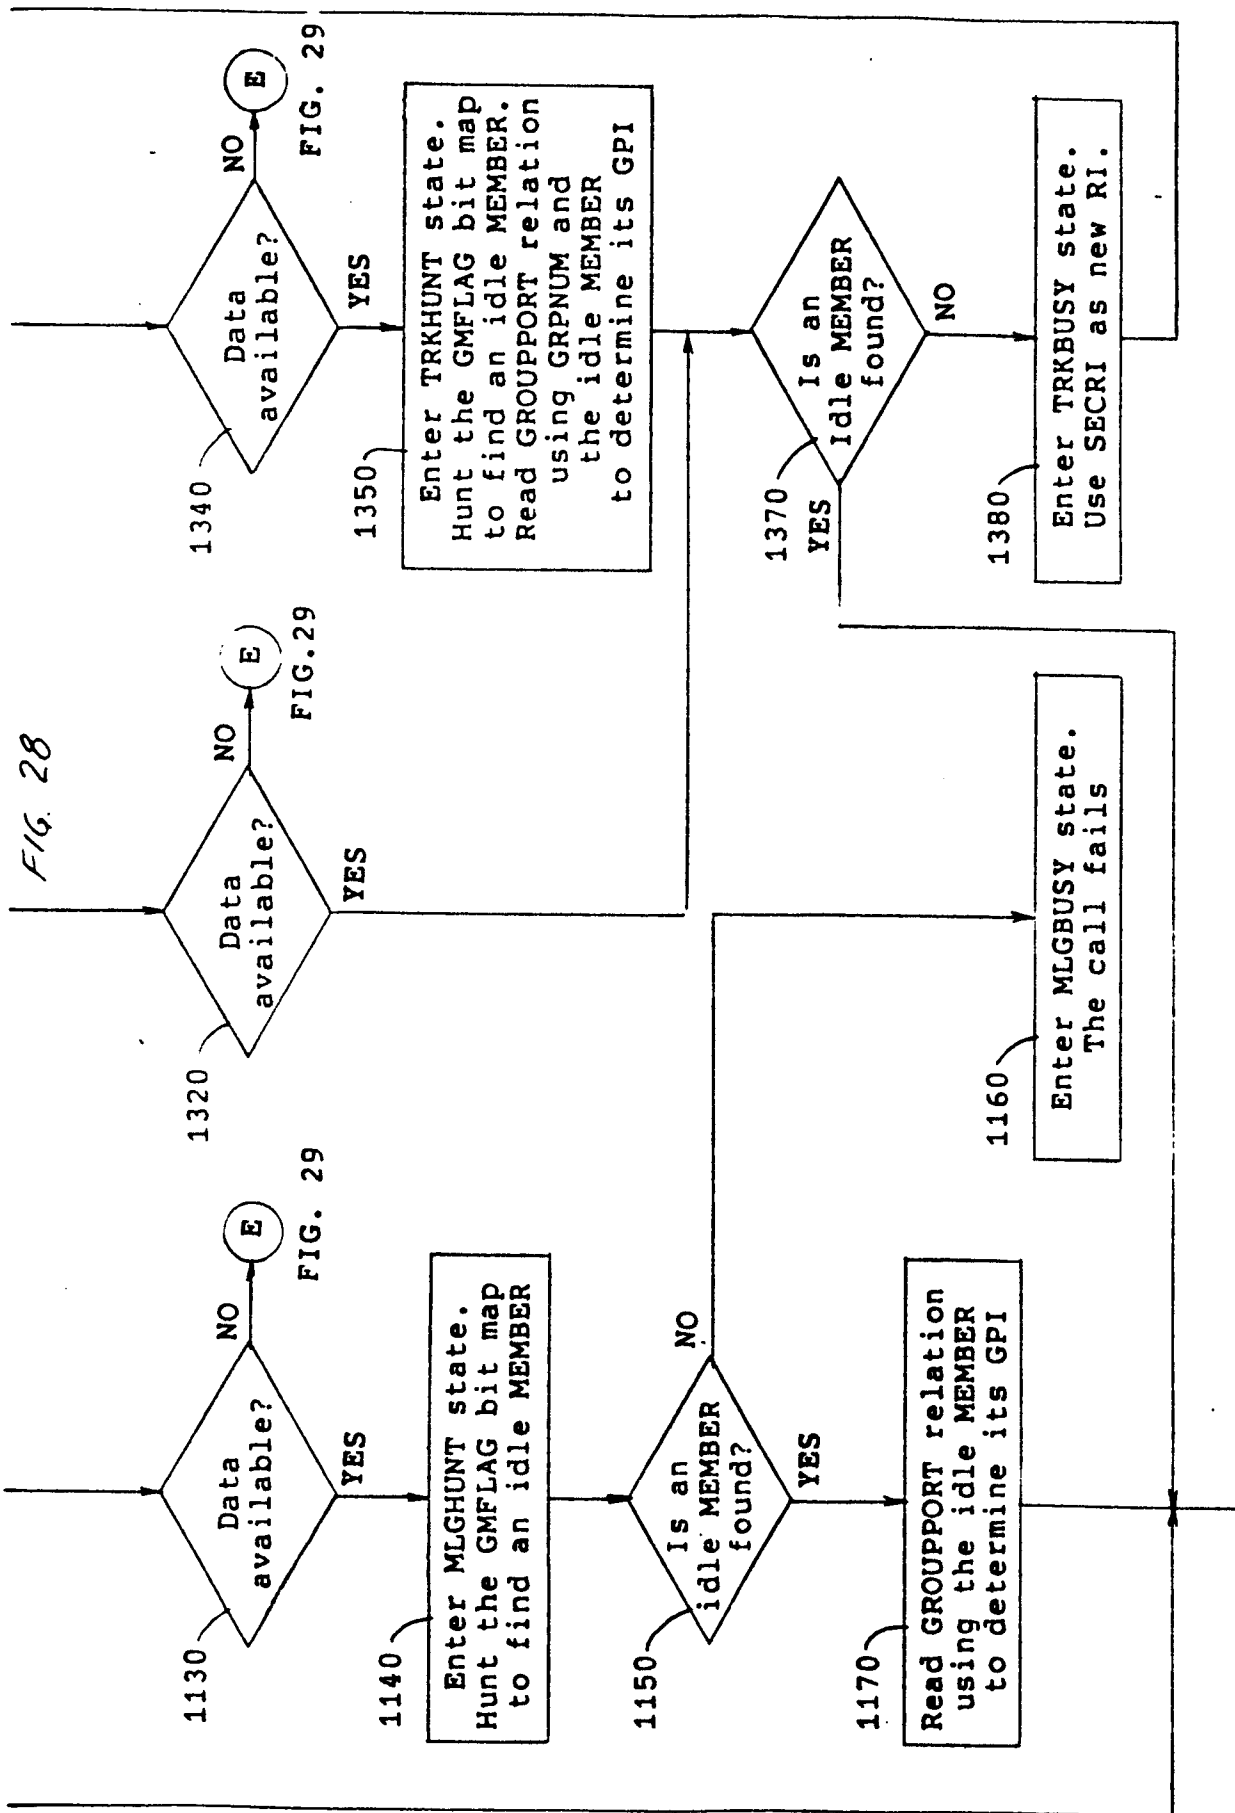 FIG. 28
1130
Data
available?
NO
E
FIG. 29
YES
1140
Enter MLGHUNT state.
Hunt the GMFLAG bit map
to find an idle MEMBER
1150
Is an
idle MEMBER
found?
NO
YES
1170
Read GROUPPORT relation
using the idle MEMBER
to determine its GPI
1160
Enter MLGBUSY state.
The call fails
1320
Data
available?
NO
E
FIG.29
YES
1340
Data
available?
NO
E
FIG. 29
YES
1350
Enter TRKHUNT state.
Hunt the GMFLAG bit map
to find an idle MEMBER.
Read GROUPPORT relation
using GRPNUM and
the idle MEMBER
to determine its GPI
1370
Is an
Idle MEMBER
found?
YES
NO
1380
Enter TRKBUSY state.
Use SECRI as new RI.